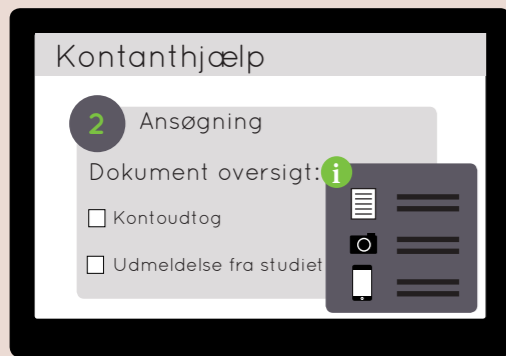 Kontanthjælp
2 Ansøgning
Dokument oversigt: i
Kontoudtog
Udmeldelse fra studiet